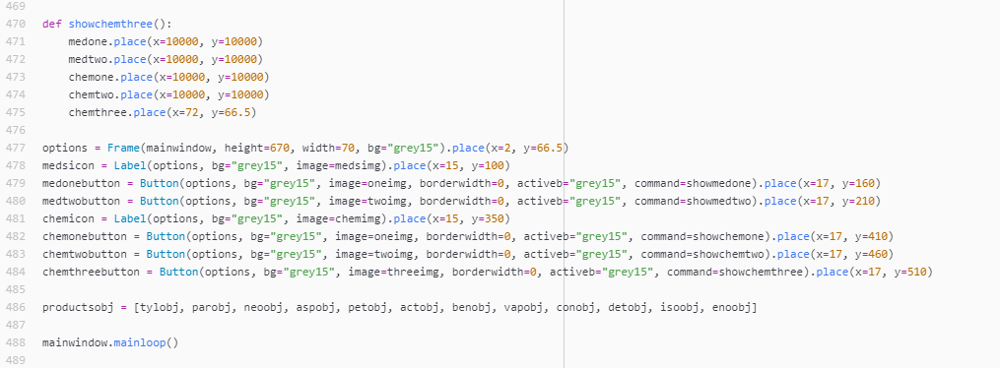 469
470 def showchemthree():
471     medone.place(x=10000, y=10000)
472     medtwo.place(x=10000, y=10000)
473     chemone.place(x=10000, y=10000)
474     chemtwo.place(x=10000, y=10000)
475     chemthree.place(x=72, y=66.5)
476
477 options = Frame(mainwindow, height=670, width=70, bg="grey15").place(x=2, y=66.5)
478 medsicon = Label(options, bg="grey15", image=medsimg).place(x=15, y=100)
479 medonebutton = Button(options, bg="grey15", image=oneimg, borderwidth=0, activeb="grey15", command=showmedone).place(x=17, y=160)
480 medtwobutton = Button(options, bg="grey15", image=twoimg, borderwidth=0, activeb="grey15", command=showmedtwo).place(x=17, y=210)
481 chemicon = Label(options, bg="grey15", image=chemimg).place(x=15, y=350)
482 chemonebutton = Button(options, bg="grey15", image=oneimg, borderwidth=0, activeb="grey15", command=showchemone).place(x=17, y=410)
483 chemtwobutton = Button(options, bg="grey15", image=twoimg, borderwidth=0, activeb="grey15", command=showchemtwo).place(x=17, y=460)
484 chemthreebutton = Button(options, bg="grey15", image=threeimg, borderwidth=0, activeb="grey15", command=showchemthree).place(x=17, y=510)
485
486 productsobj = [tylobj, parobj, neoobj, aspobj, petobj, actobj, benobj, vapobj, conobj, detobj, isoobj, enoobj]
487
488 mainwindow.mainloop()
489